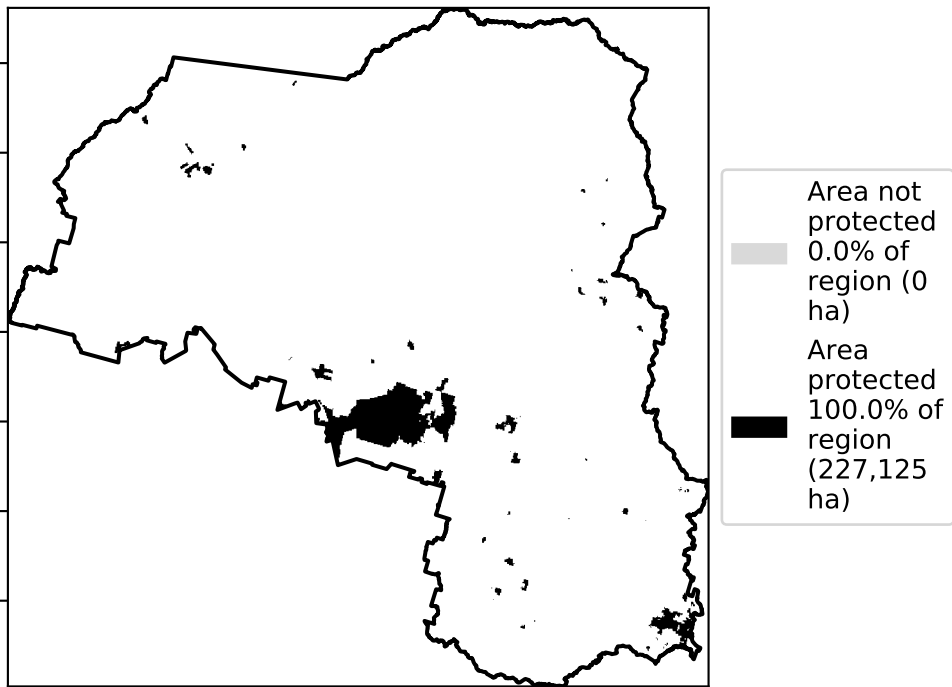 Area not
protected
0.0% of
region (0
ha)
Area
protected
100.0% of
region
(227,125
ha)